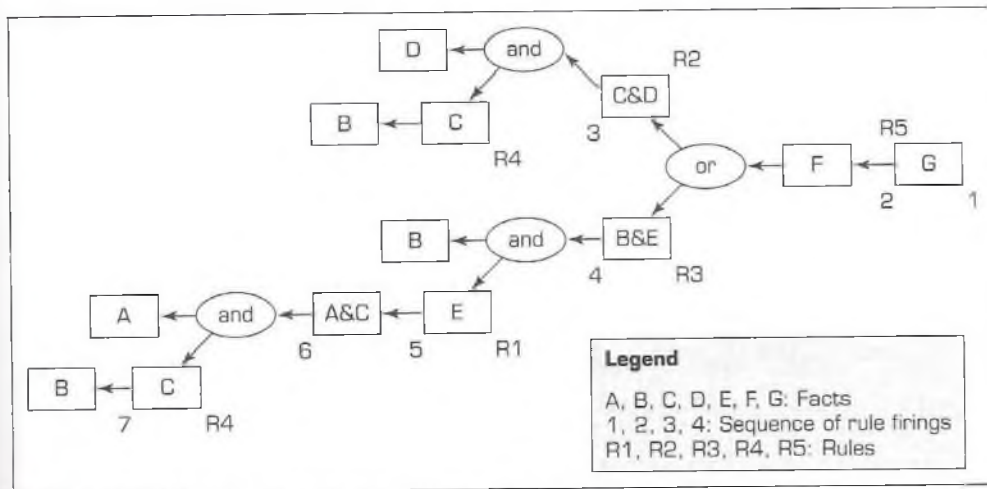 D
and
R2
C&D
B
C
3
R5
R4
or
F
G
2
1
B
and
B&E
4
R3
A
and
A&C
E
6
5
R1
B
C
7
R4
Legend
A, B, C, D, E, F, G: Facts
1, 2, 3, 4: Sequence of rule firings
R1, R2, R3, R4, R5: Rules